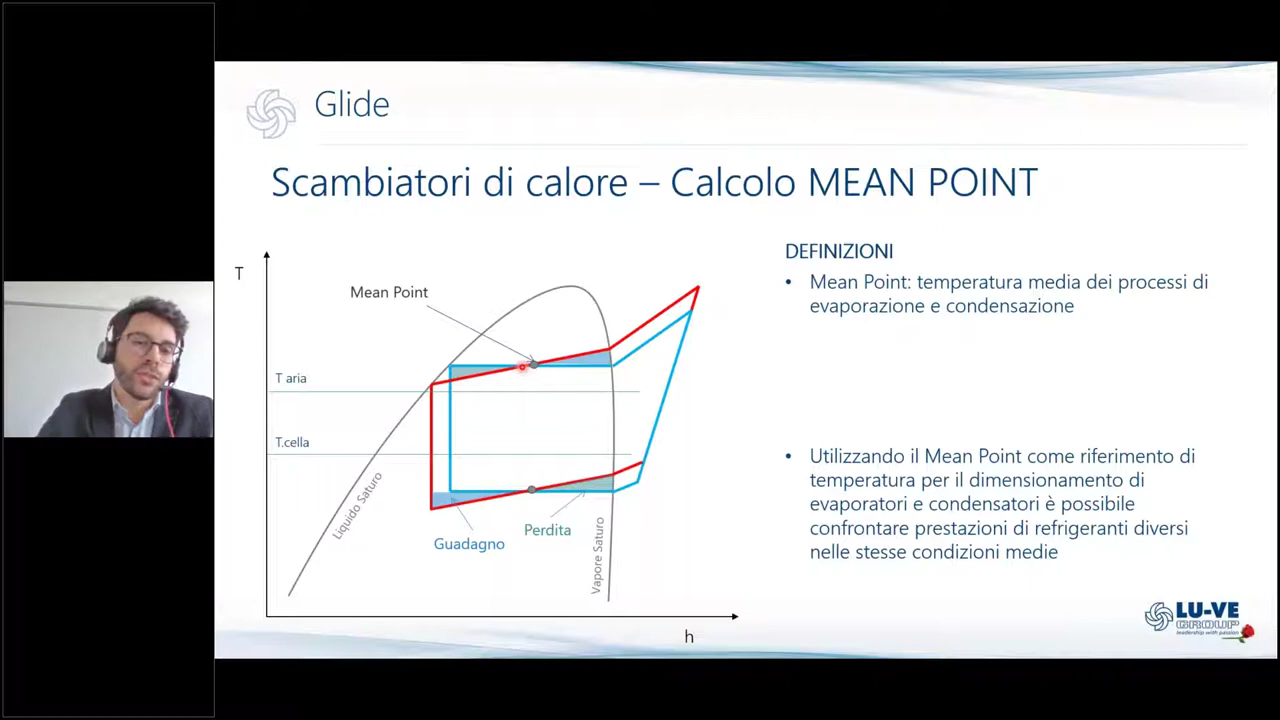 Glide
Scambiatori di calore – Calcolo MEAN POINT
T
Mean Point
T aria
T.cella
Liquido Saturo
Guadagno
Perdita
Vapore Saturo
h
DEFINIZIONI
• Mean Point: temperatura media dei processi di
evaporazione e condensazione
• Utilizzando il Mean Point come riferimento di
temperatura per il dimensionamento di
evaporatori e condensatori è possibile
confrontare prestazioni di refrigeranti diversi
nelle stesse condizioni medie
LU-VE
GROUP
leadership with passion